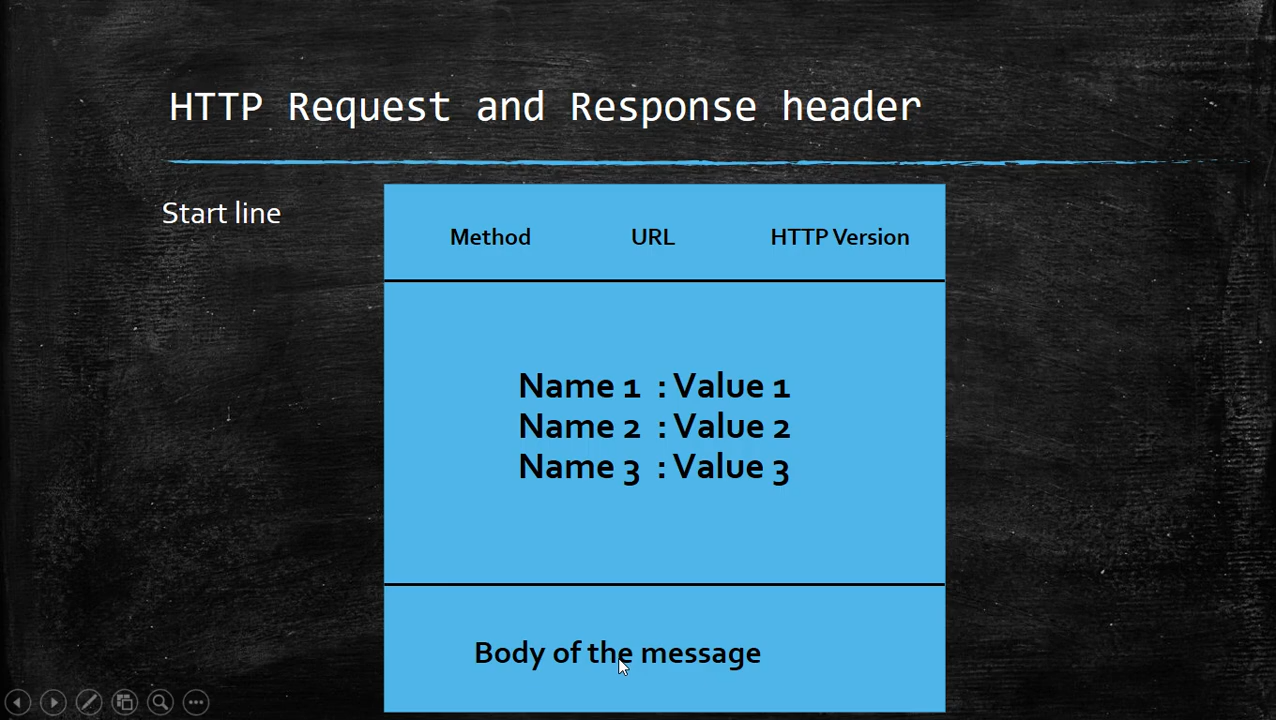 HTTP Request and Response header
Start line
Method URL HTTP Version
Name 1 : Value 1
Name 2 : Value 2
Name 3 : Value 3
Body of the message